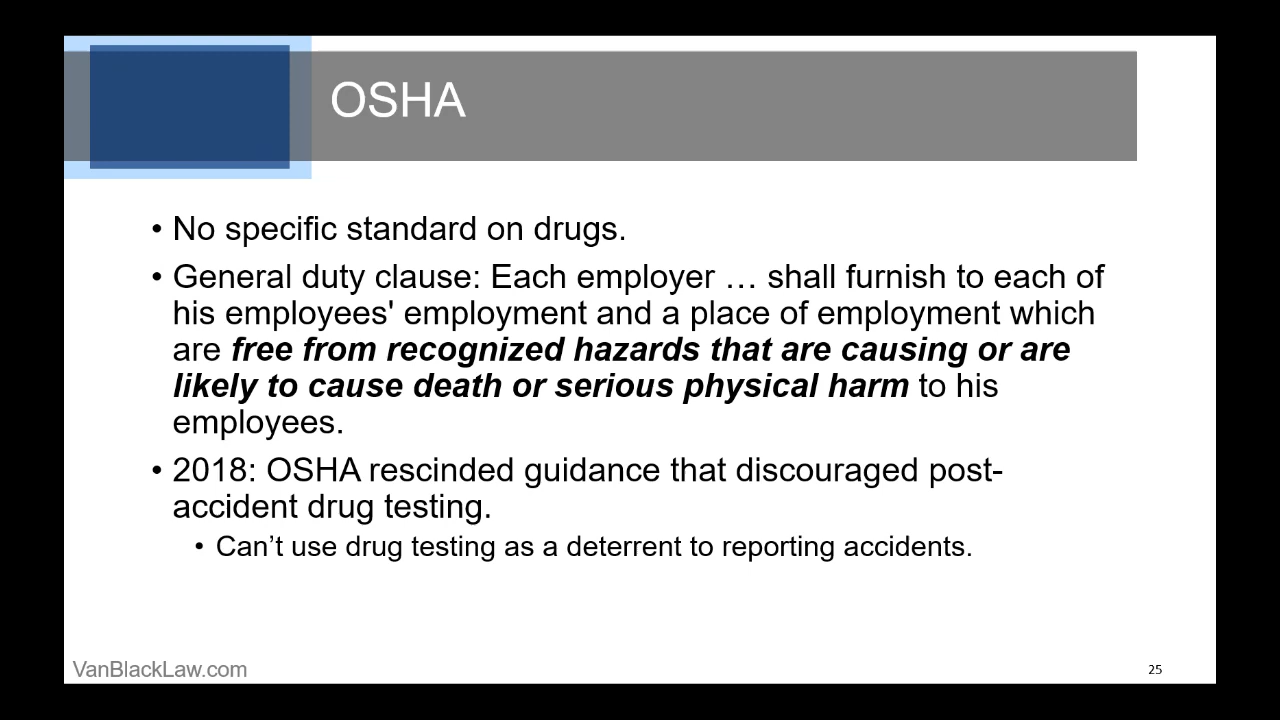 OSHA
• No specific standard on drugs.
• General duty clause: Each employer … shall furnish to each of
his employees' employment and a place of employment which
are free from recognized hazards that are causing or are
likely to cause death or serious physical harm to his
employees.
• 2018: OSHA rescinded guidance that discouraged post-
accident drug testing.
• Can’t use drug testing as a deterrent to reporting accidents.
VanBlackLaw.com
25